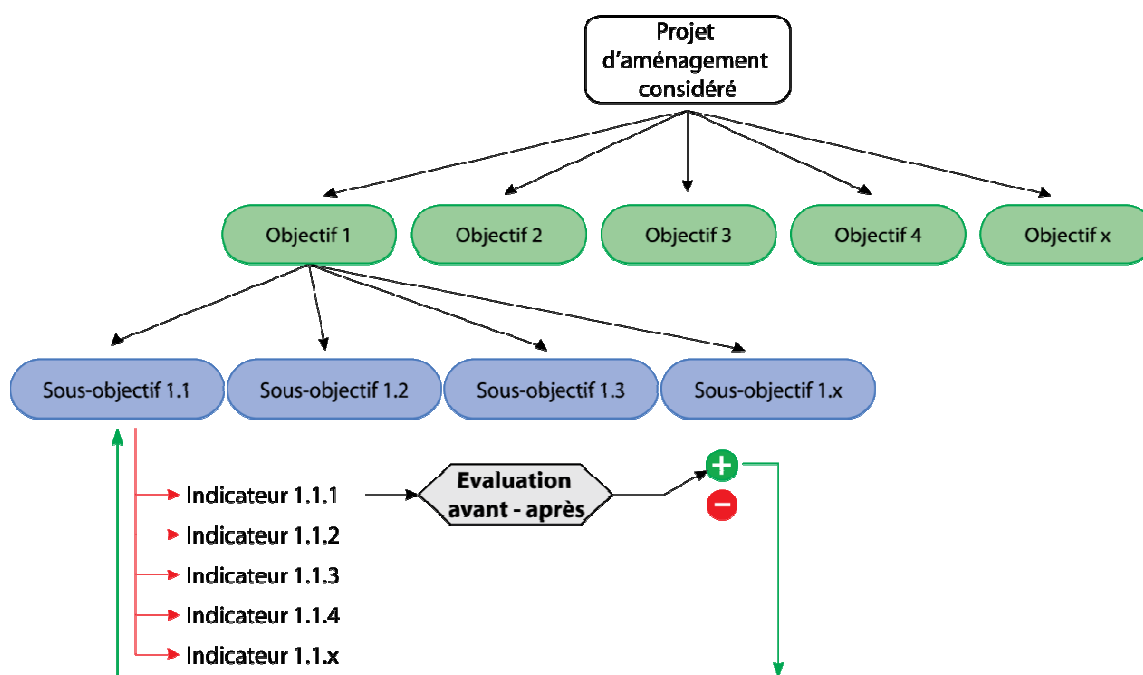 Projet
d'aménagement
considéré
Objectif 1
Objectif 2
Objectif 3
Objectif 4
Objectif x
Sous-objectif 1.1
Sous-objectif 1.2
Sous-objectif 1.3
Sous-objectif 1.x
Indicateur 1.1.1
Evaluation
avant - après
+
−
Indicateur 1.1.2
Indicateur 1.1.3
Indicateur 1.1.4
Indicateur 1.1.x